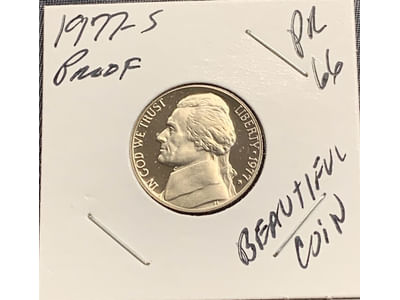 1977-S
PROOF
PR
66
IN GOD WE TRUST
LIBERTY * 1977
BEAUTIFUL
COIN